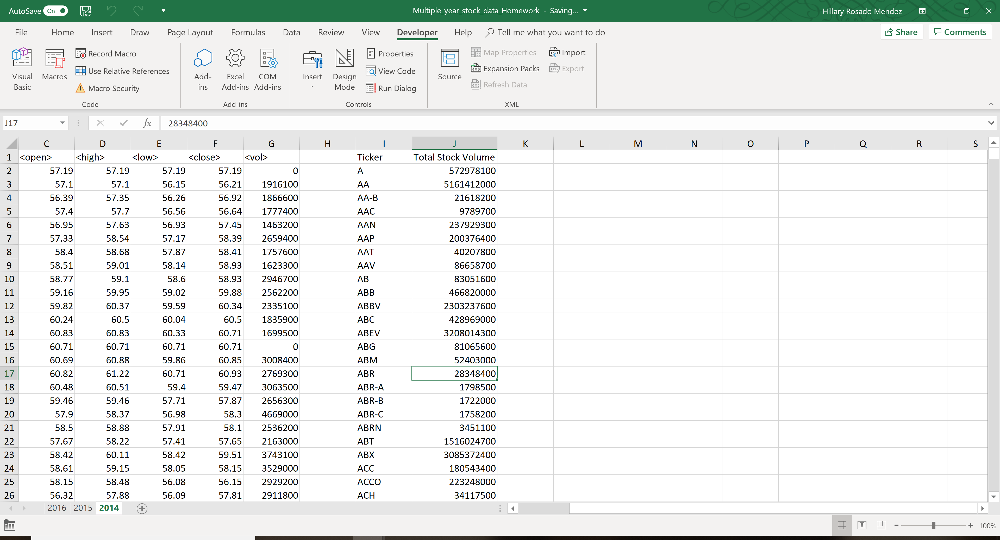 AutoSave On Multiple_year_stock_data_Homework - Saving... Hillary Rosado Mendez
File Home Insert Draw Page Layout Formulas Data Review View Developer Help Tell me what you want to do Share Comments
Visual Basic Macros Record Macro Use Relative References Macro Security
Add-ins Excel Add-ins COM Add-ins
Insert Design Mode Properties View Code Run Dialog
Source Map Properties Expansion Packs Refresh Data Import Export
Code Add-ins Controls XML
J17 fx 28348400
C D E F G H I J K L M N O P Q R S
1 <open> <high> <low> <close> <vol> Ticker Total Stock Volume
2 57.19 57.19 57.19 57.19 0 A 572978100
3 57.1 57.1 56.15 56.21 1916100 AA 5161412000
4 56.39 57.35 56.26 56.92 1866600 AA-B 21618200
5 57.4 57.7 56.56 56.64 1777400 AAC 9789700
6 56.95 57.63 56.93 57.45 1463200 AAN 237929300
7 57.33 58.54 57.17 58.39 2659400 AAP 200376400
8 58.4 58.68 57.87 58.41 1757600 AAT 40207800
9 58.51 59.01 58.14 58.93 1623300 AAV 86658700
10 58.77 59.1 58.6 58.93 2946700 AB 83051600
11 59.16 59.95 59.02 59.88 2562200 ABB 466820000
12 59.82 60.37 59.59 60.34 2335100 ABBV 2303237600
13 60.24 60.5 60.04 60.5 1835900 ABC 428969000
14 60.83 60.83 60.33 60.71 1699500 ABEV 3208014300
15 60.71 60.71 60.71 60.71 0 ABG 81065600
16 60.69 60.88 59.86 60.85 3008400 ABM 52403000
17 60.82 61.22 60.71 60.93 2769300 ABR 28348400
18 60.48 60.51 59.4 59.47 3063500 ABR-A 1798500
19 59.46 59.46 57.71 57.87 2656300 ABR-B 1722000
20 57.9 58.37 56.98 58.3 4669000 ABR-C 1758200
21 58.5 58.88 57.91 58.1 2536200 ABRN 3451100
22 57.67 58.22 57.41 57.65 2163000 ABT 1516024700
23 58.42 60.11 58.42 59.51 3743100 ABX 3085372400
24 58.61 59.15 58.05 58.15 3529000 ACC 180543400
25 58.15 58.48 56.08 56.15 2929200 ACCO 223248000
26 56.32 57.88 56.09 57.81 2911800 ACH 34117500
2016 2015 2014
100%